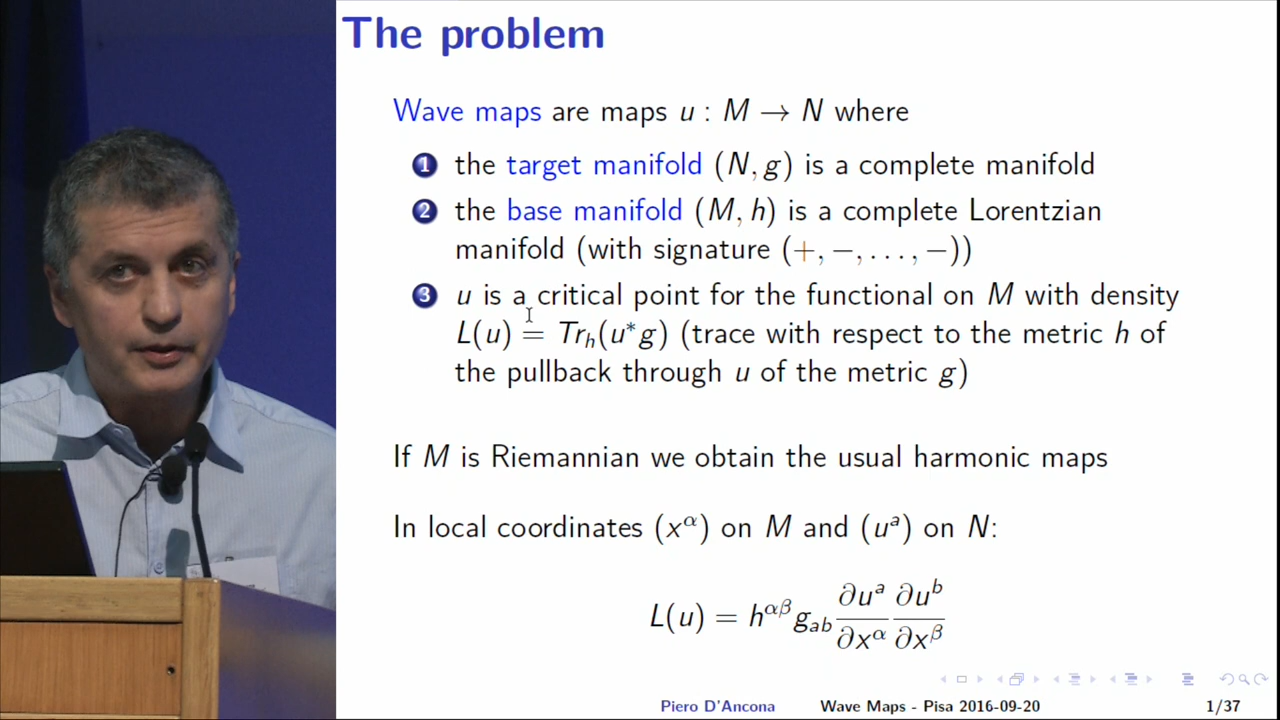 The problem
Wave maps are maps u : M → N where
1 the target manifold (N, g) is a complete manifold
2 the base manifold (M, h) is a complete Lorentzian
manifold (with signature (+, −, . . . , −))
3 u is a critical point for the functional on M with density
L(u) = Tr_h(u*g) (trace with respect to the metric h of
the pullback through u of the metric g)
If M is Riemannian we obtain the usual harmonic maps
In local coordinates (x^α) on M and (u^a) on N:
L(u) = h^{αβ} g_{ab} ∂u^a/∂x^α ∂u^b/∂x^β
Piero D'Ancona Wave Maps - Pisa 2016-09-20 1/37